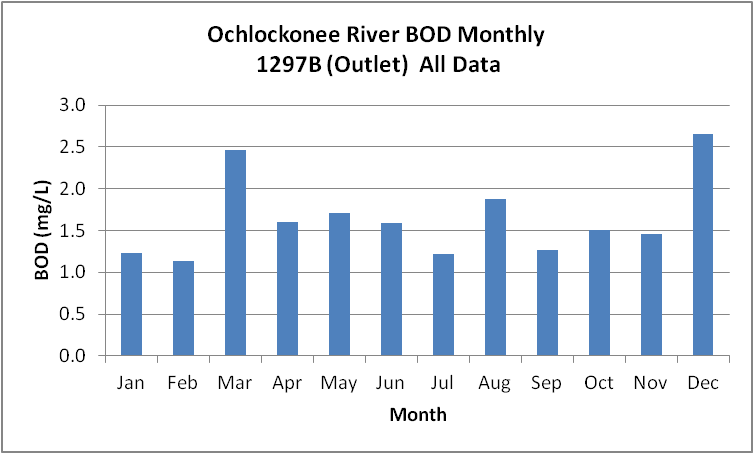 Ochlockonee River BOD Monthly
1297B (Outlet)  All Data
3.0
2.5
2.0
1.5
1.0
0.5
0.0
BOD (mg/L)
Jan Feb Mar Apr May Jun Jul Aug Sep Oct Nov Dec
Month